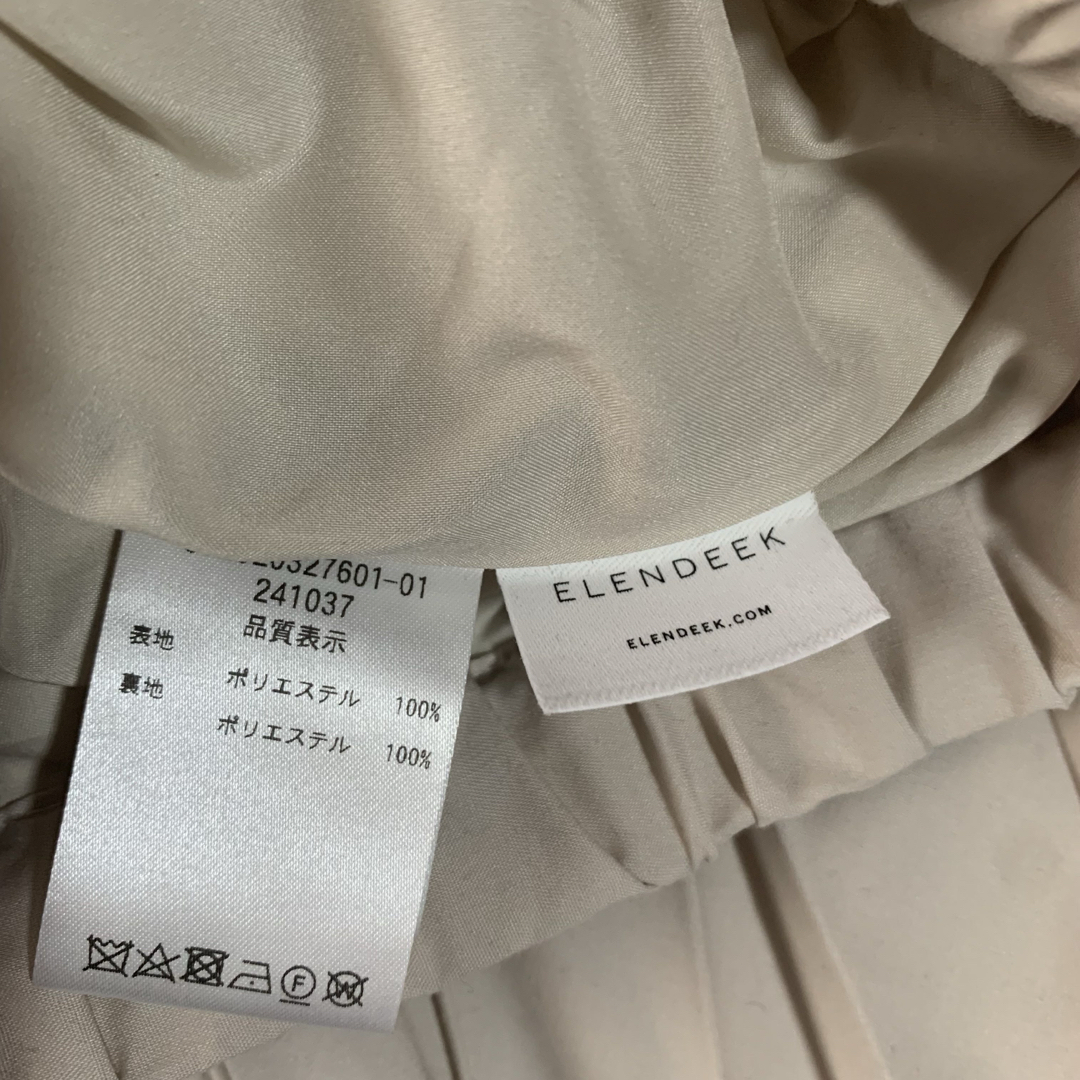 241037
品質表示
表地 ポリエステル 100%
裏地 ポリエステル 100%
F
W
ELENDEEK
ELENDEEK.COM